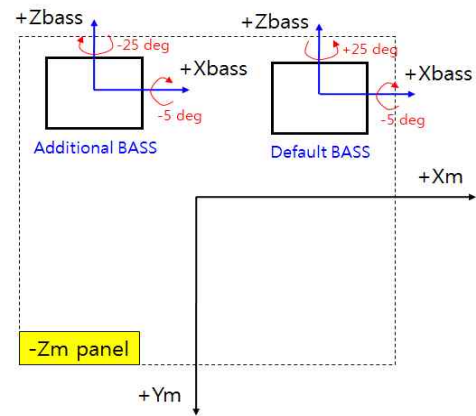 +Zbass
-25 deg
+Xbass
-5 deg
Additional BASS
+Zbass
+25 deg
+Xbass
-5 deg
Default BASS
+Xm
-Zm panel
+Ym